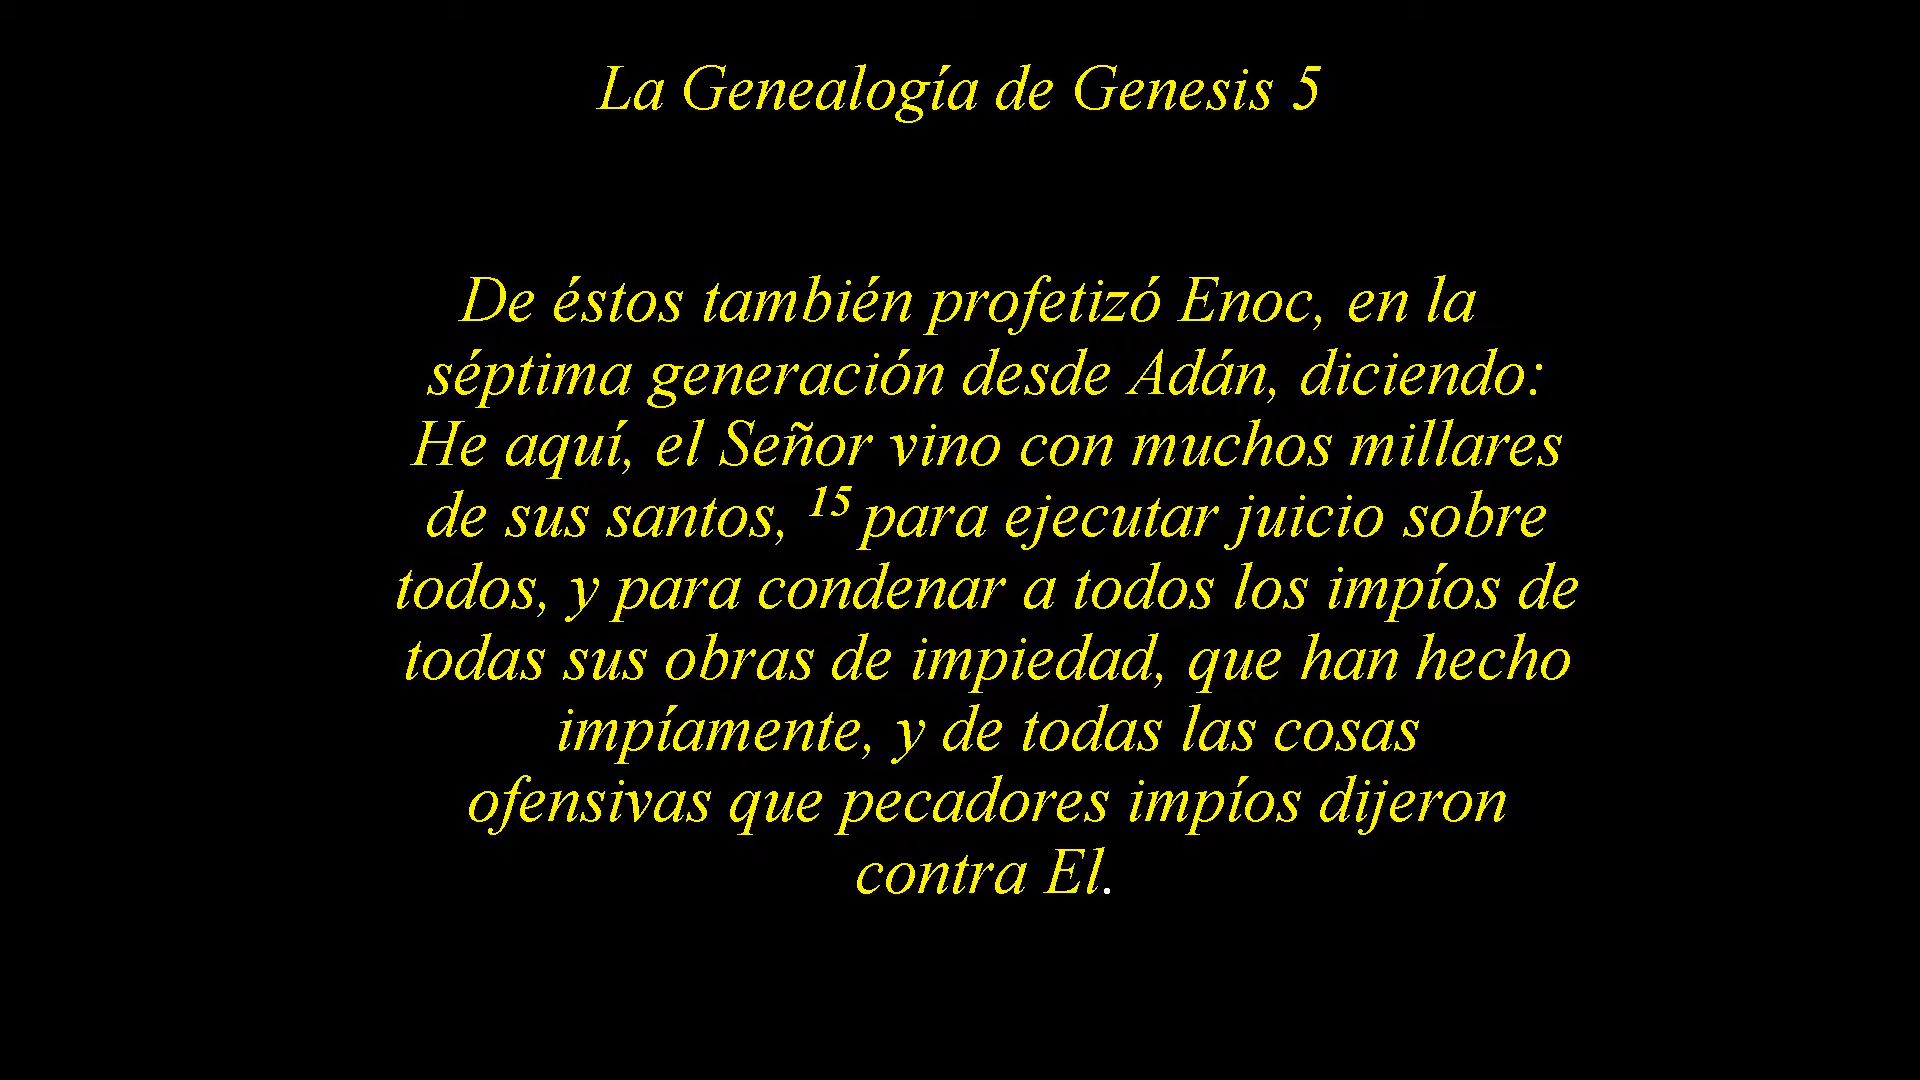 La Genealogía de Genesis 5
De éstos también profetizó Enoc, en la
séptima generación desde Adán, diciendo:
He aquí, el Señor vino con muchos millares
de sus santos, 15 para ejecutar juicio sobre
todos, y para condenar a todos los impíos de
todas sus obras de impiedad, que han hecho
impíamente, y de todas las cosas
ofensivas que pecadores impíos dijeron
contra El.